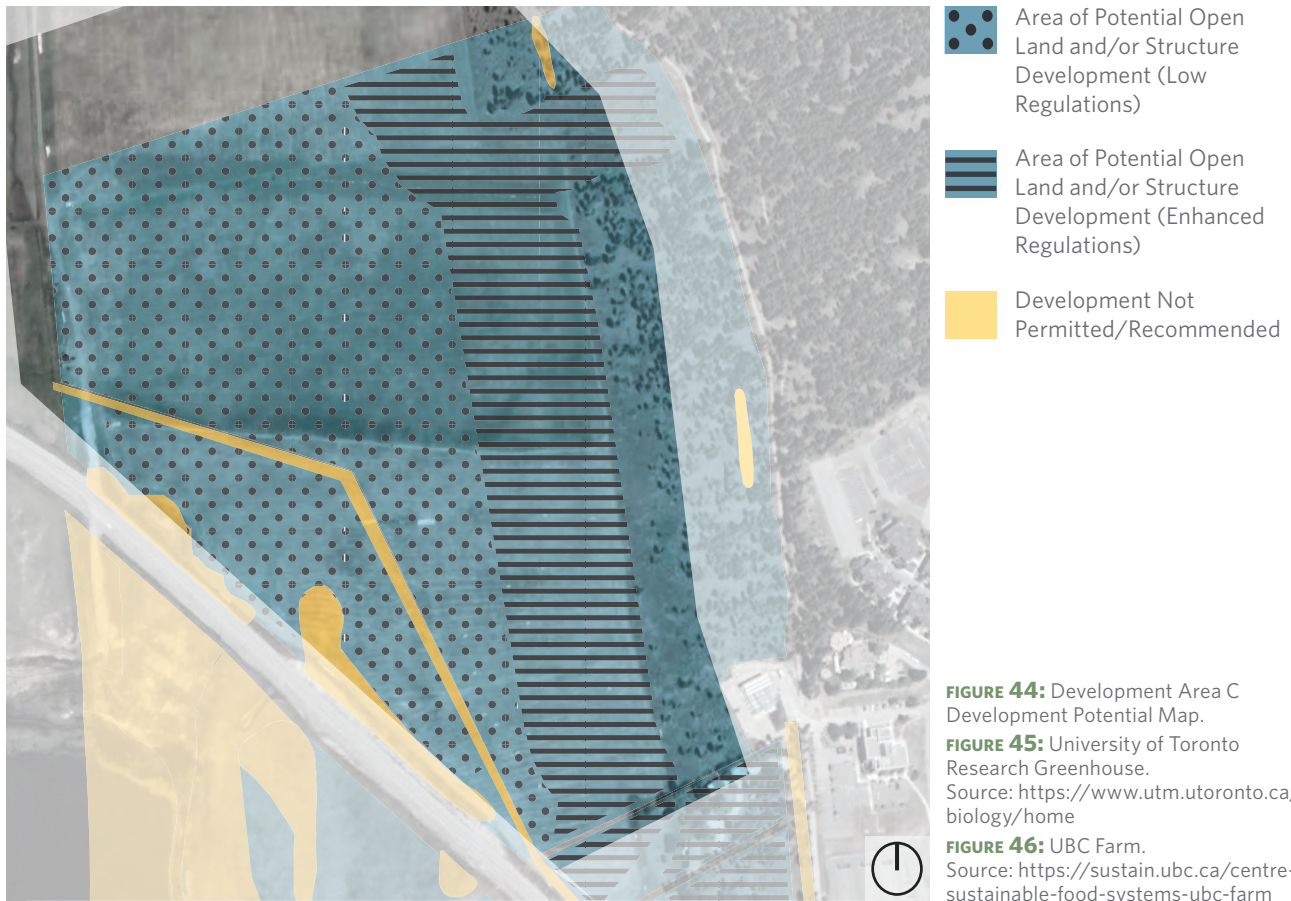 Area of Potential Open
Land and/or Structure
Development (Low
Regulations)
Area of Potential Open
Land and/or Structure
Development (Enhanced
Regulations)
Development Not
Permitted/Recommended
FIGURE 44: Development Area C
Development Potential Map.
FIGURE 45: University of Toronto
Research Greenhouse.
Source: https://www.utm.utoronto.ca/
biology/home
FIGURE 46: UBC Farm.
Source: https://sustain.ubc.ca/centre-
sustainable-food-systems-ubc-farm